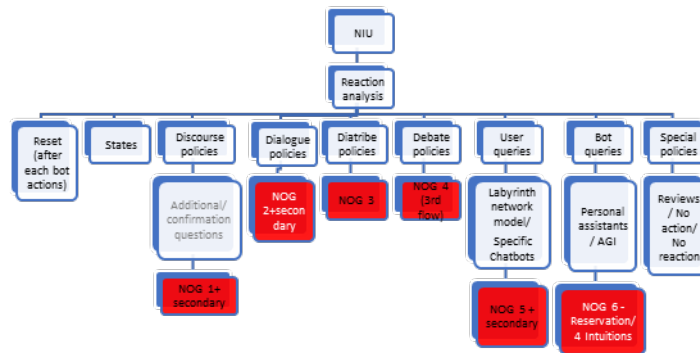 NIU
Reaction
analysis
Reset
(after
each bot
actions)
States
Discourse
policies
Dialogue
policies
Diatribe
policies
Debate
policies
User
queries
Bot
queries
Special
policies
Additional/
confirmation
questions
NOG
2+secon
dary
NOG 3
NOG 4
(3rd
flow)
Labyrinth
network
model/
Specific
Chatbots
Personal
assistants
/ AGI
Reviews
/ No
action/
No
reaction
NOG 1+
secondary
NOG 5+
secondary
NOG 6 -
Reservation/
4 Intuitions